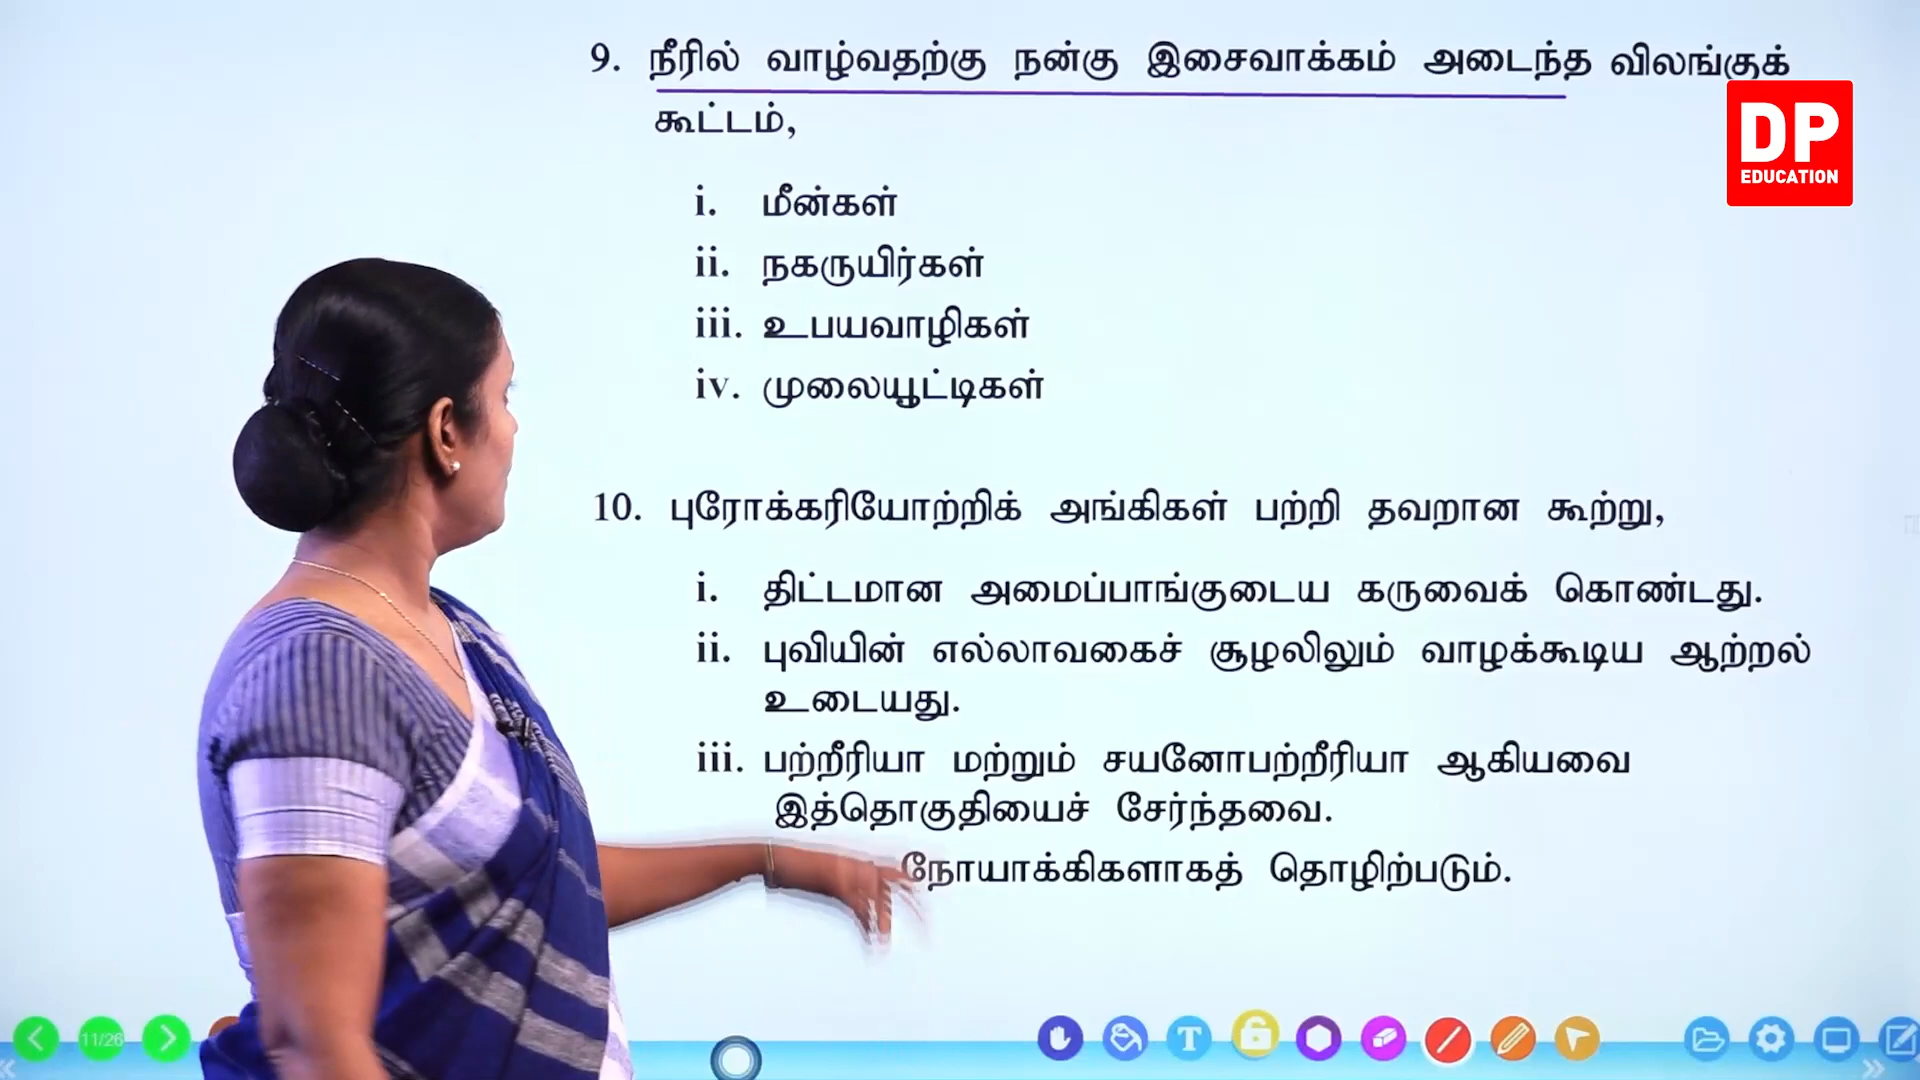 9. நீரில் வாழ்வதற்கு நன்கு இசைவாக்கம் அடைந்த விலங்குக்
கூட்டம்,
DP
EDUCATION
i. மீன்கள்
ii. நகருயிர்கள்
iii. உபயவாழிகள்
iv. முலையூட்டிகள்
10. புரோக்கரியோற்றிக் அங்கிகள் பற்றி தவறான கூற்று,
i. திட்டமான அமைப்பாங்குடைய கருவைக் கொண்டது.
ii. புவியின் எல்லாவகைச் சூழலிலும் வாழக்கூடிய ஆற்றல்
உடையது.
iii. பற்றீரியா மற்றும் சயனோபற்றீரியா ஆகியவை
இத்தொகுதியைச் சேர்ந்தவை.
நோயாக்கிகளாகத் தொழிற்படும்.
11/26